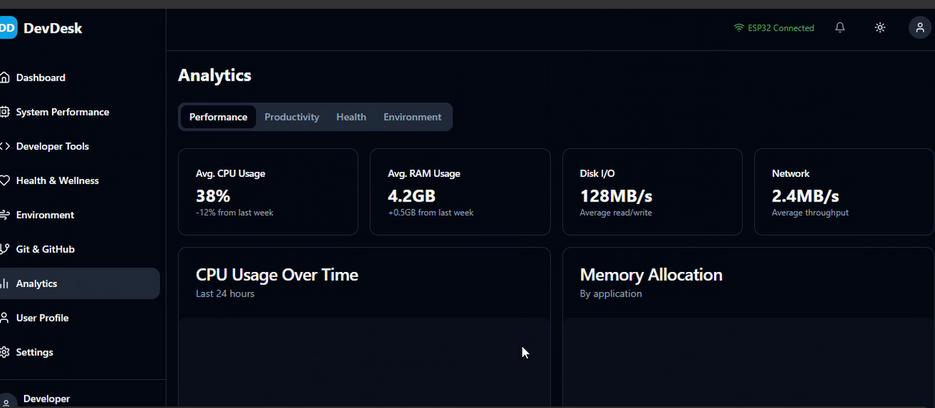 DD DevDesk
ESP32 Connected
Dashboard
System Performance
Developer Tools
Health & Wellness
Environment
Git & GitHub
Analytics
User Profile
Settings
Developer
Analytics
Performance Productivity Health Environment
Avg. CPU Usage
38%
-12% from last week
Avg. RAM Usage
4.2GB
+0.5GB from last week
Disk I/O
128MB/s
Average read/write
Network
2.4MB/s
Average throughput
CPU Usage Over Time
Last 24 hours
Memory Allocation
By application